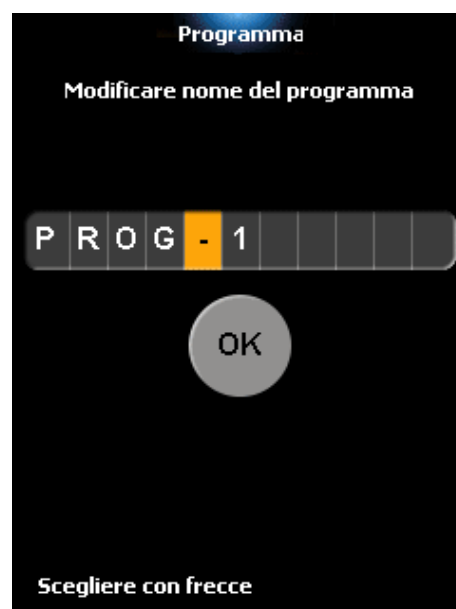 Programma
Modificare nome del programma
PROG-1
OK
Scegliere con frecce